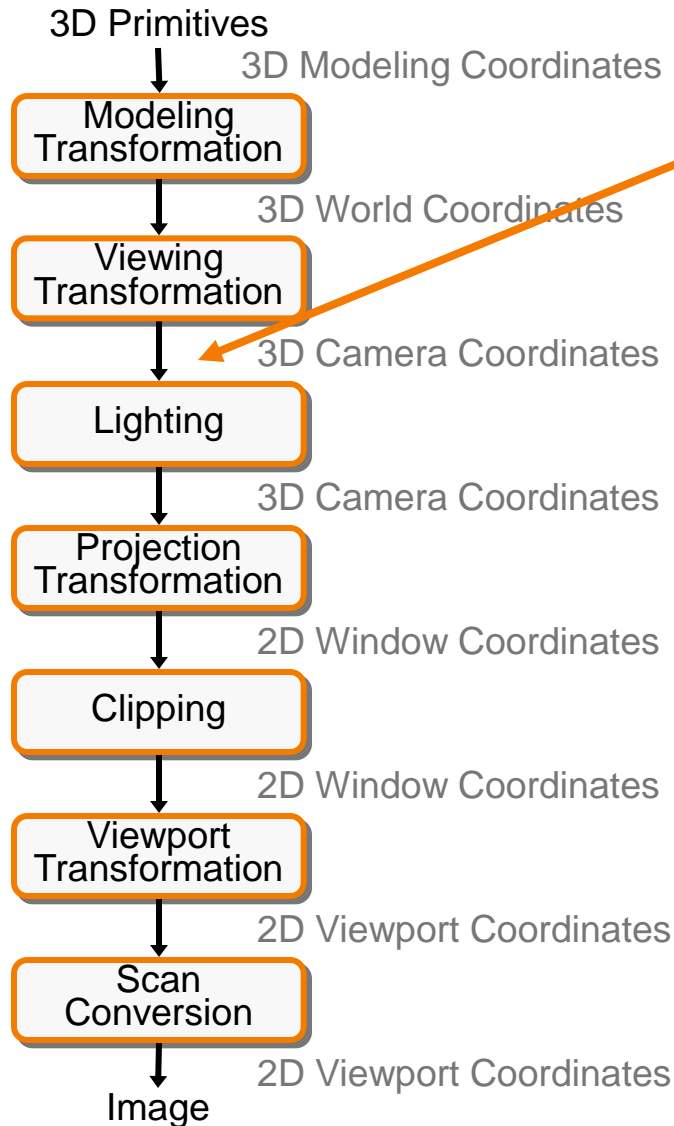 3D Primitives
3D Modeling Coordinates
Modeling
Transformation
3D World Coordinates
Viewing
Transformation
3D Camera Coordinates
Lighting
3D Camera Coordinates
Projection
Transformation
2D Window Coordinates
Clipping
2D Window Coordinates
Viewport
Transformation
2D Viewport Coordinates
Scan
Conversion
2D Viewport Coordinates
Image